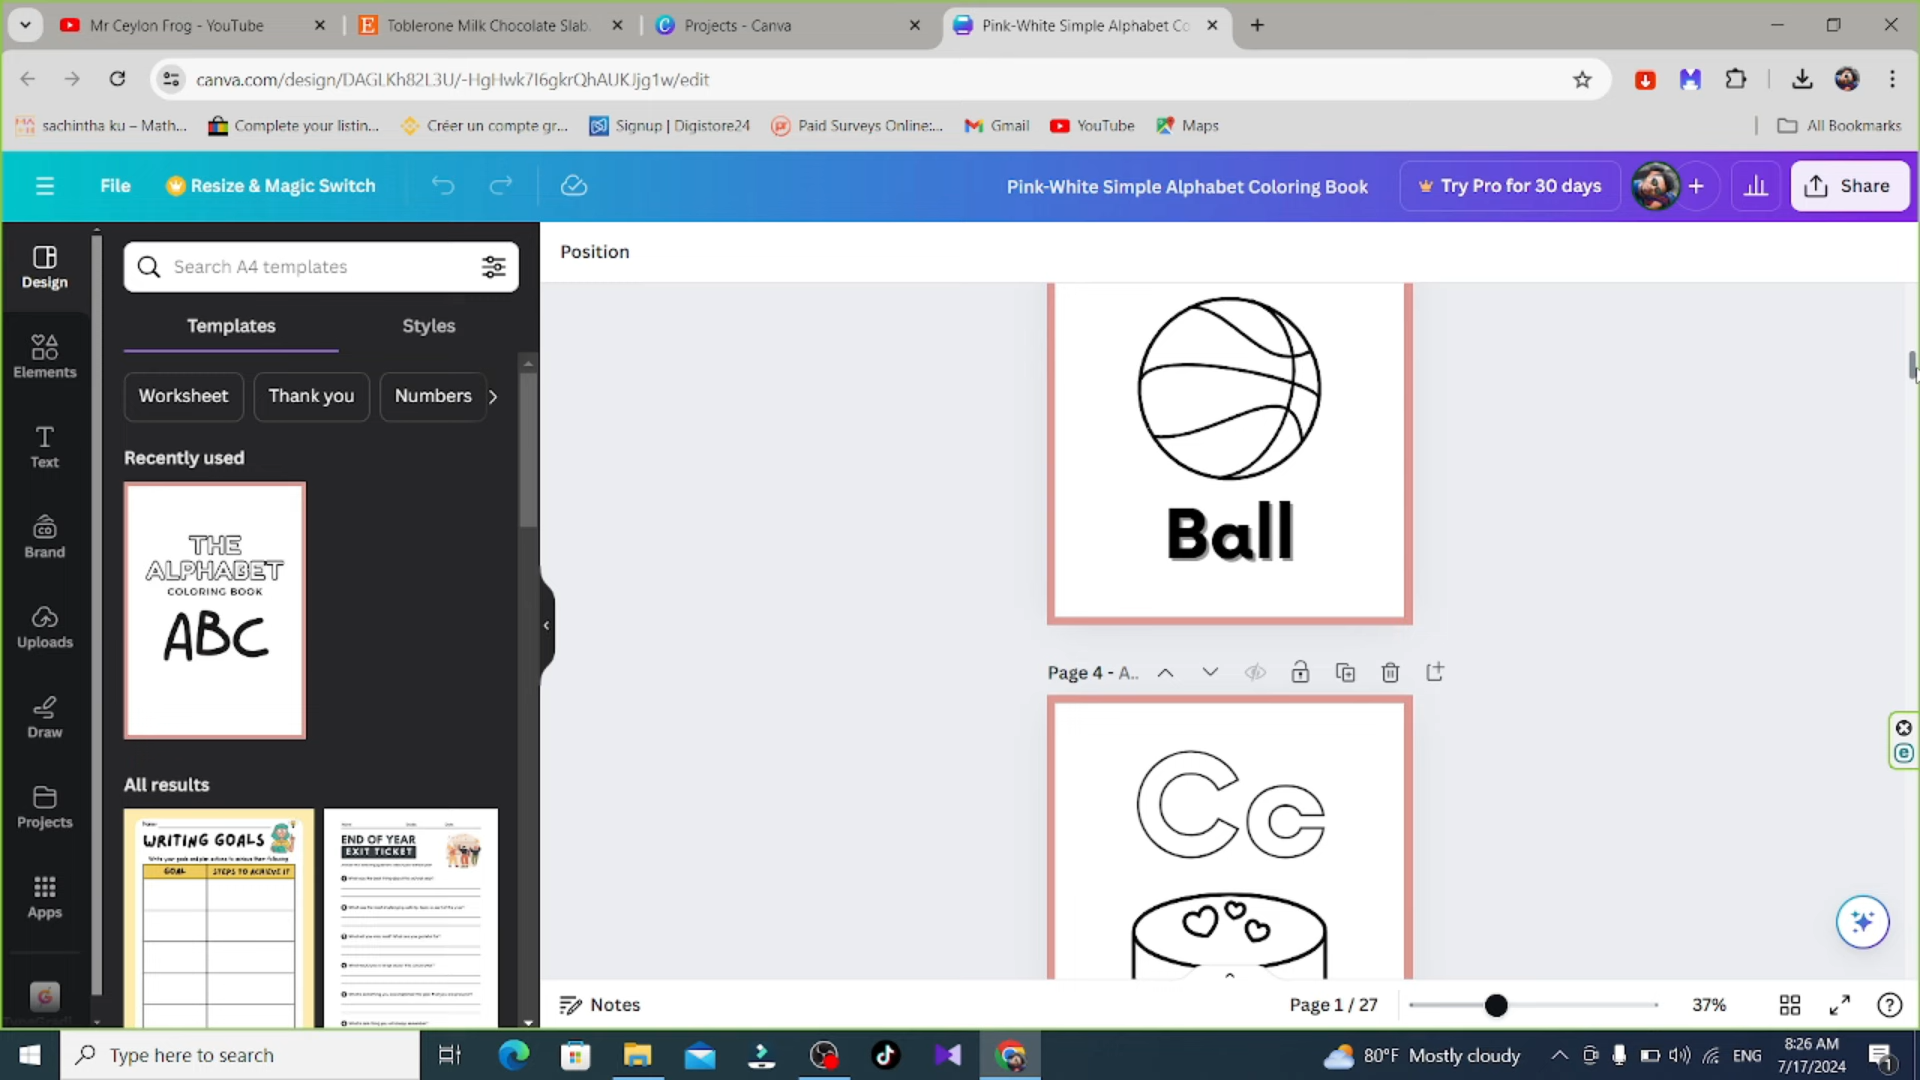 Mr Ceylon Frog - YouTube
Toblerone Milk Chocolate Slab.
Projects - Canva
Pink-White Simple Alphabet Co
canva.com/design/DAGLKh82L3U/-HgHwk7I6gkrQhAUKJjg1w/edit
sachintha ku – Math...
Complete your listin...
Créer un compte gr...
Signup | Digistore24
Paid Surveys Online:...
Gmail
YouTube
Maps
All Bookmarks
File
Resize & Magic Switch
Pink-White Simple Alphabet Coloring Book
Try Pro for 30 days
Share
Design
Elements
Text
Brand
Uploads
Draw
Projects
Apps
Search A4 templates
Templates
Styles
Worksheet
Thank you
Numbers
Recently used
THE
ALPHABET
COLORING BOOK
ABC
All results
WRITING GOALS
GOAL
STEPS TO ACHIEVE IT
END OF YEAR
EXIT TICKET
Position
Ball
Page 4 - A..
Cc
Notes
Page 1 / 27
37%
Type here to search
80°F Mostly cloudy
ENG
8:26 AM
7/17/2024
1